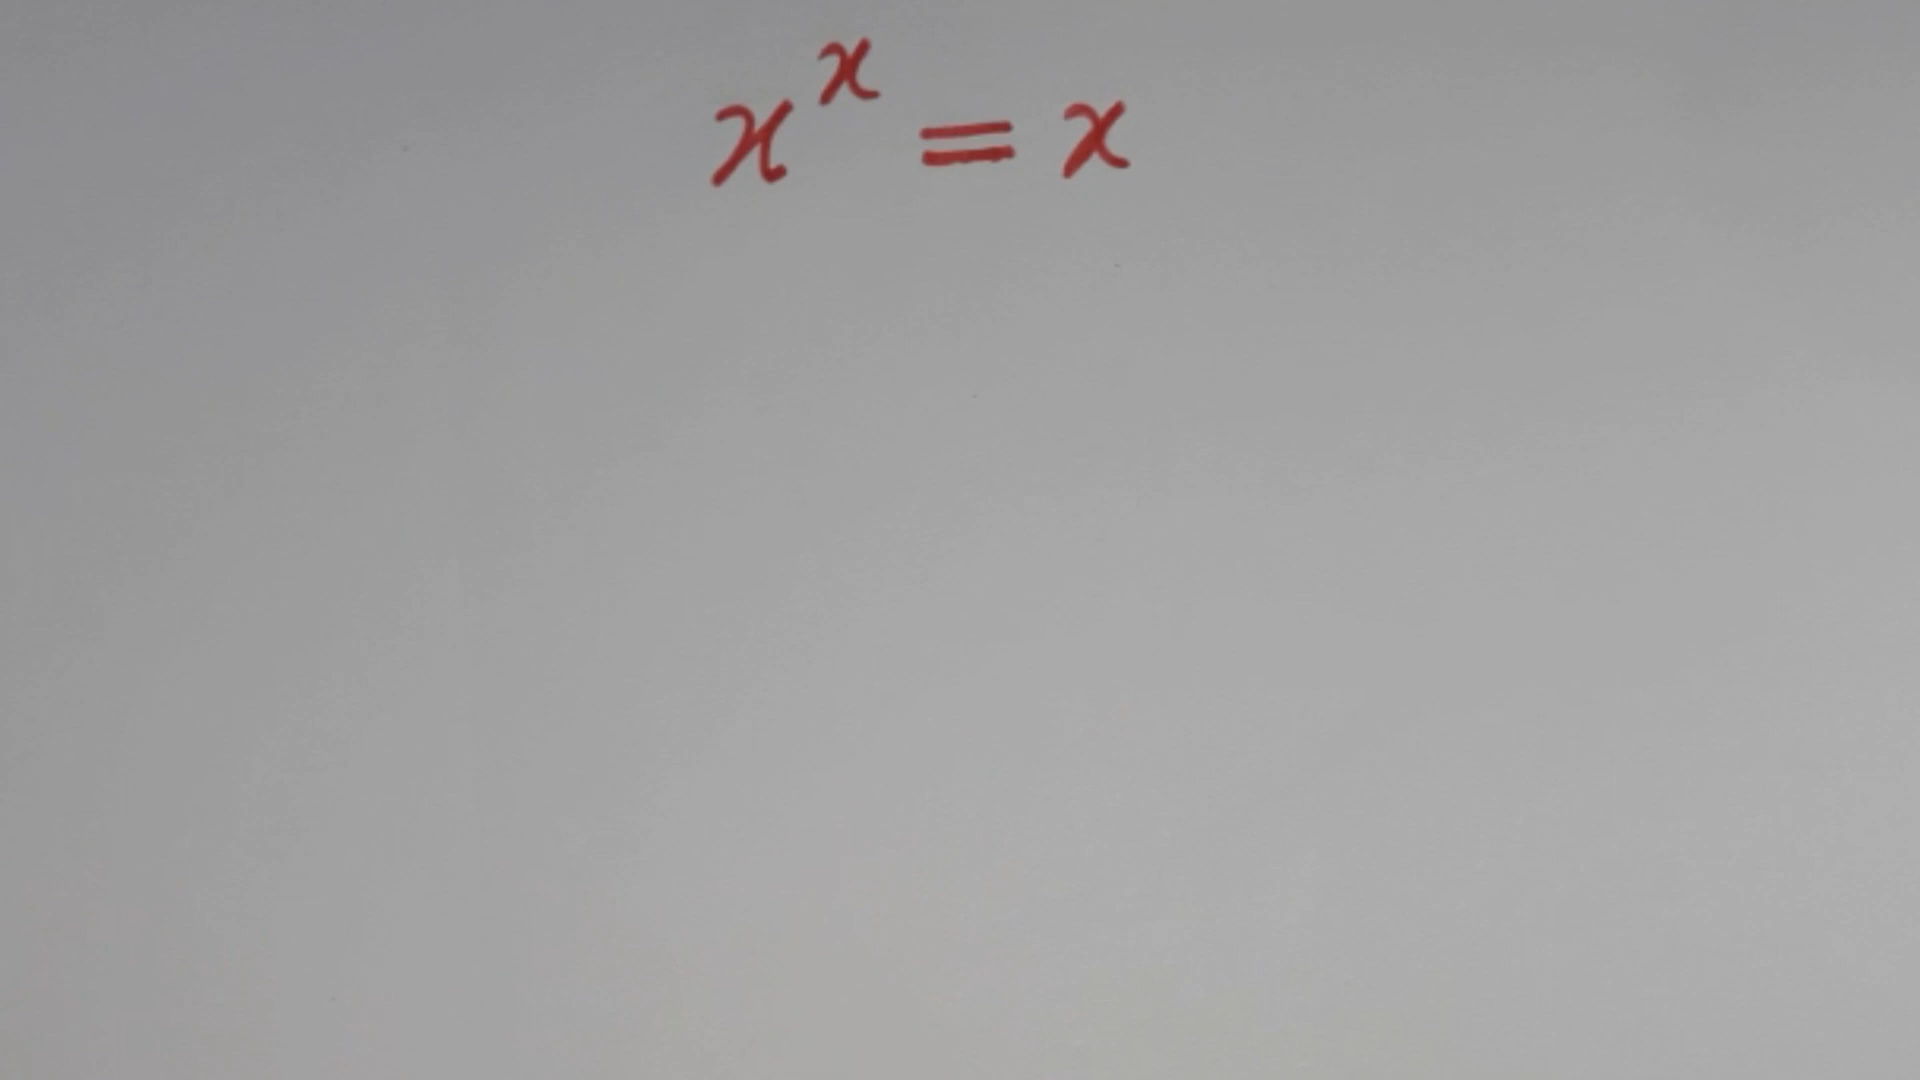 x^x = x